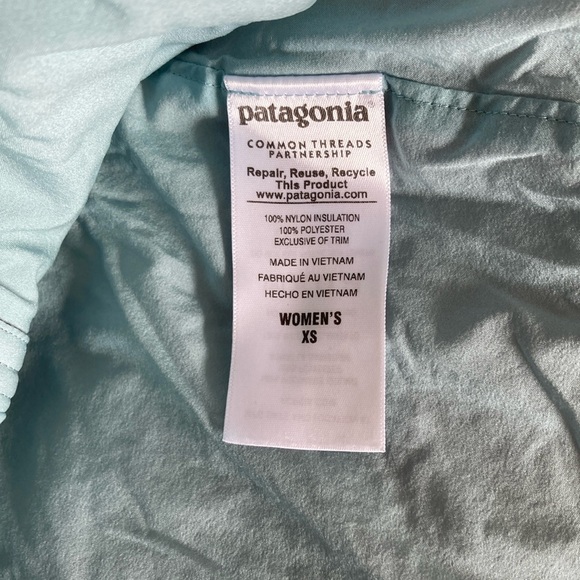 patagonia®
COMMON THREADS
PARTNERSHIP
Repair, Reuse, Recycle
This Product
www.patagonia.com
100% NYLON INSULATION
100% POLYESTER
EXCLUSIVE OF TRIM
MADE IN VIETNAM
FABRIQUÉ AU VIETNAM
HECHO EN VIETNAM
WOMEN'S
XS